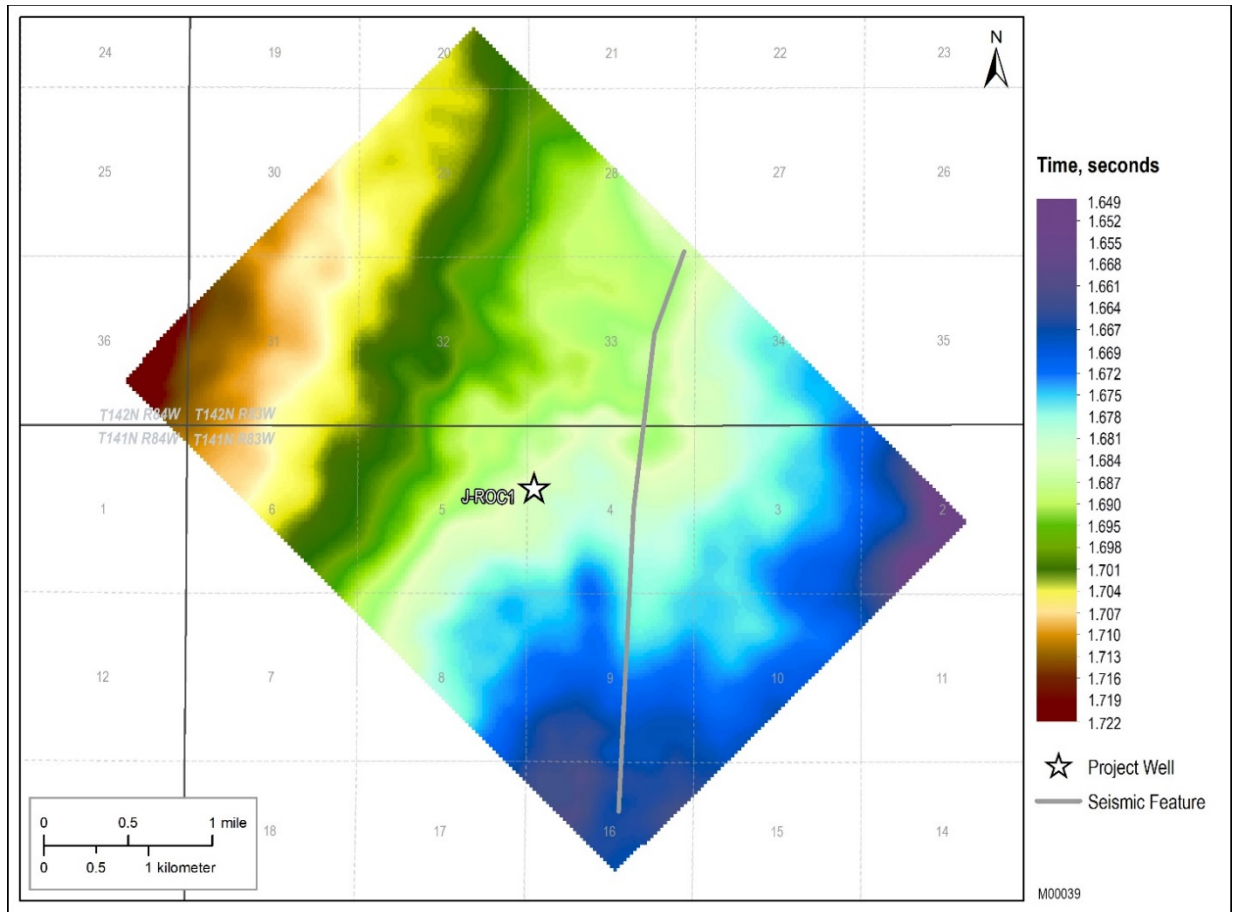 24 19 20 21 22 23
N
25 30 29 28 27 26
Time, seconds
1.649
1.652
1.655
1.668
1.661
1.664
1.667
1.669
1.672
1.675
1.678
1.681
1.684
1.687
1.690
1.695
1.698
1.701
1.704
1.707
1.710
1.713
1.716
1.719
1.722
36 31 32 33 34 35
T142N R84W T142N R83W
T141N R84W T141N R83W
J-ROC1
1 6 5 4 3 2
12 7 8 9 10 11
18 17 16 15 14
Project Well
Seismic Feature
0 0.5 1 mile
0 0.5 1 kilometer
M00039